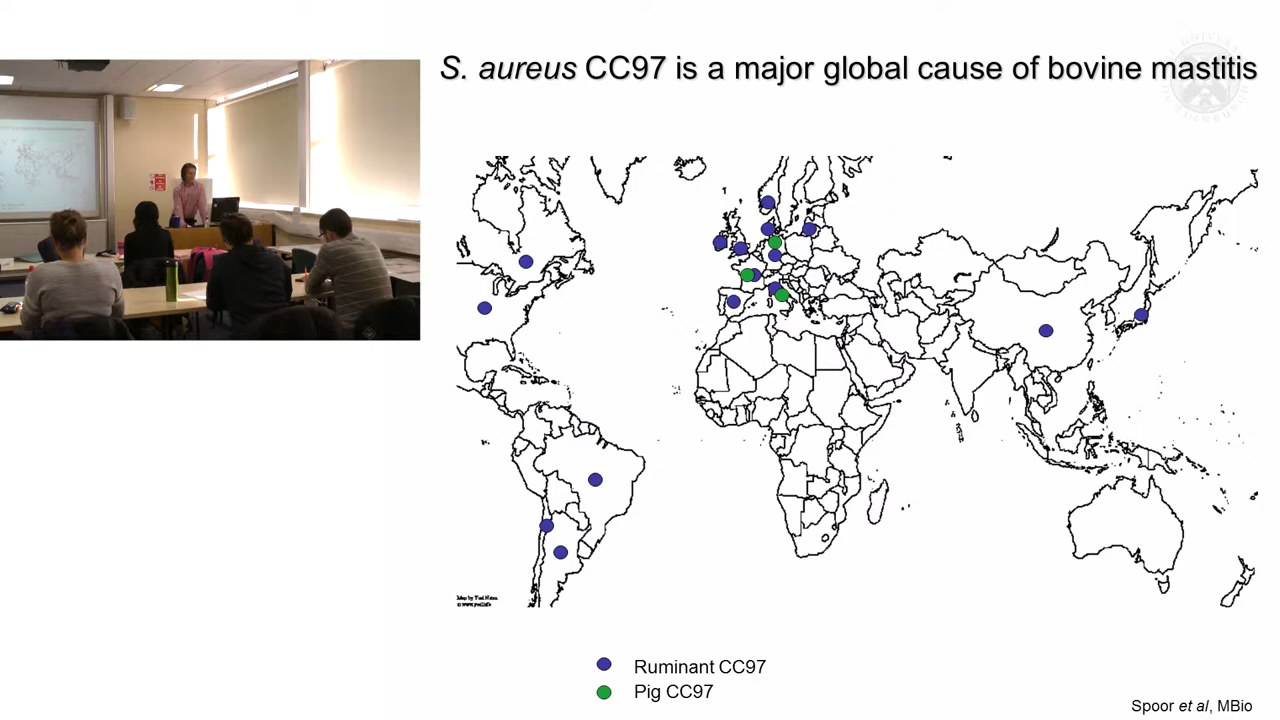 S. aureus CC97 is a major global cause of bovine mastitis
Ruminant CC97
Pig CC97
Spoor et al, MBio